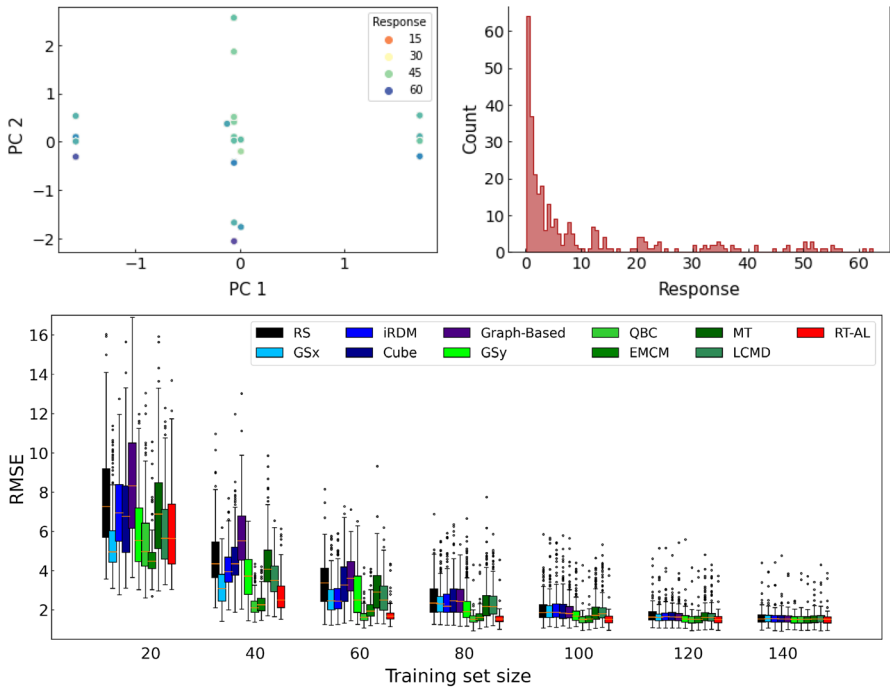 Response
15
30
45
60
2
1
0
−1
−2
PC 2
−1
0
1
PC 1
60
50
40
30
20
10
0
Count
0
10
20
30
40
50
60
Response
16
14
12
10
8
6
4
2
RMSE
RS
iRDM
Graph-Based
QBC
MT
RT-AL
GSx
Cube
GSy
EMCM
LCMD
20
40
60
80
100
120
140
Training set size